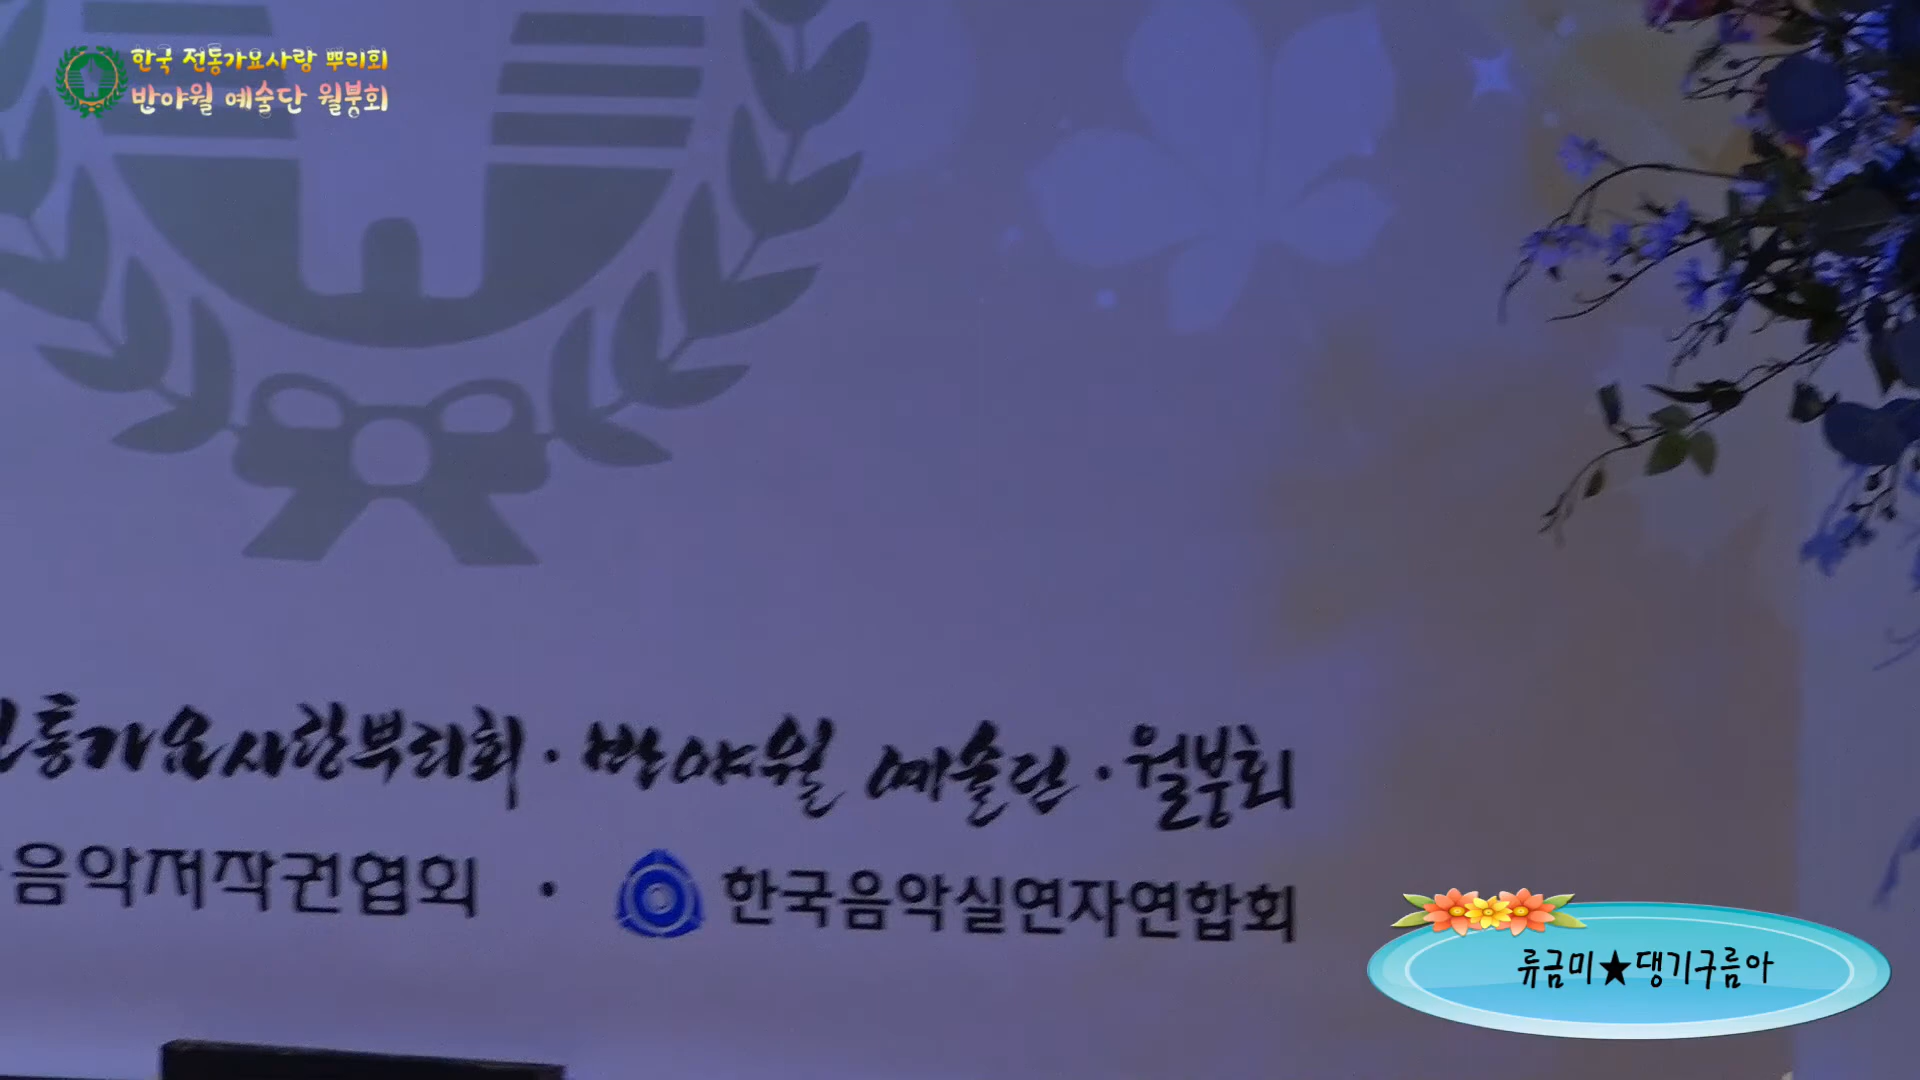 한국 전통가요사랑 뿌리회
반야월 예술단 월붕회
통가요사랑뿌리회 · 반야월 예술단 · 월붕회
음악저작권협회 · 한국음악실연자연합회
류금미★댕기구름아